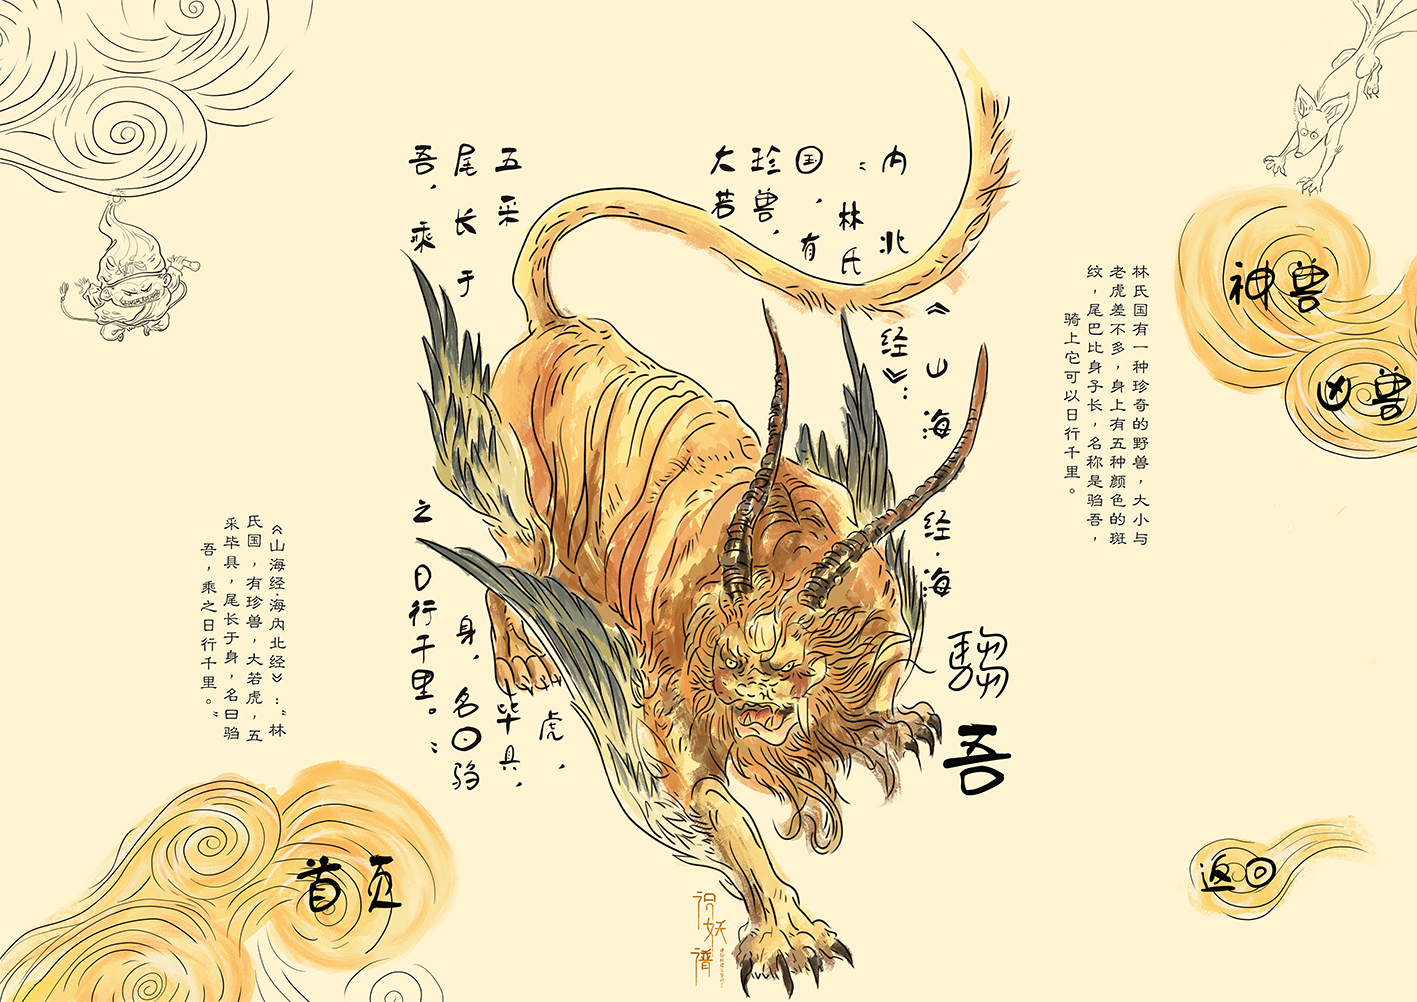 神兽
凶兽
林氏国有一种珍奇的野兽，大小与
老虎差不多，身上有五种颜色的斑
纹，尾巴比身子长，名称是驺吾，
骑上它可以日行千里。
騶吾
《山海经·海
内北经》：
“林氏
国，有
珍兽，
大若
虎，
五采毕具，
尾长于身，名曰驺
吾，乘之日行千里。”
《山海经·海内北经》：“林
氏国，有珍兽，大若虎，五
采毕具，尾长于身，名曰驺
吾，乘之日行千里。”
首页
识妖谱
返回